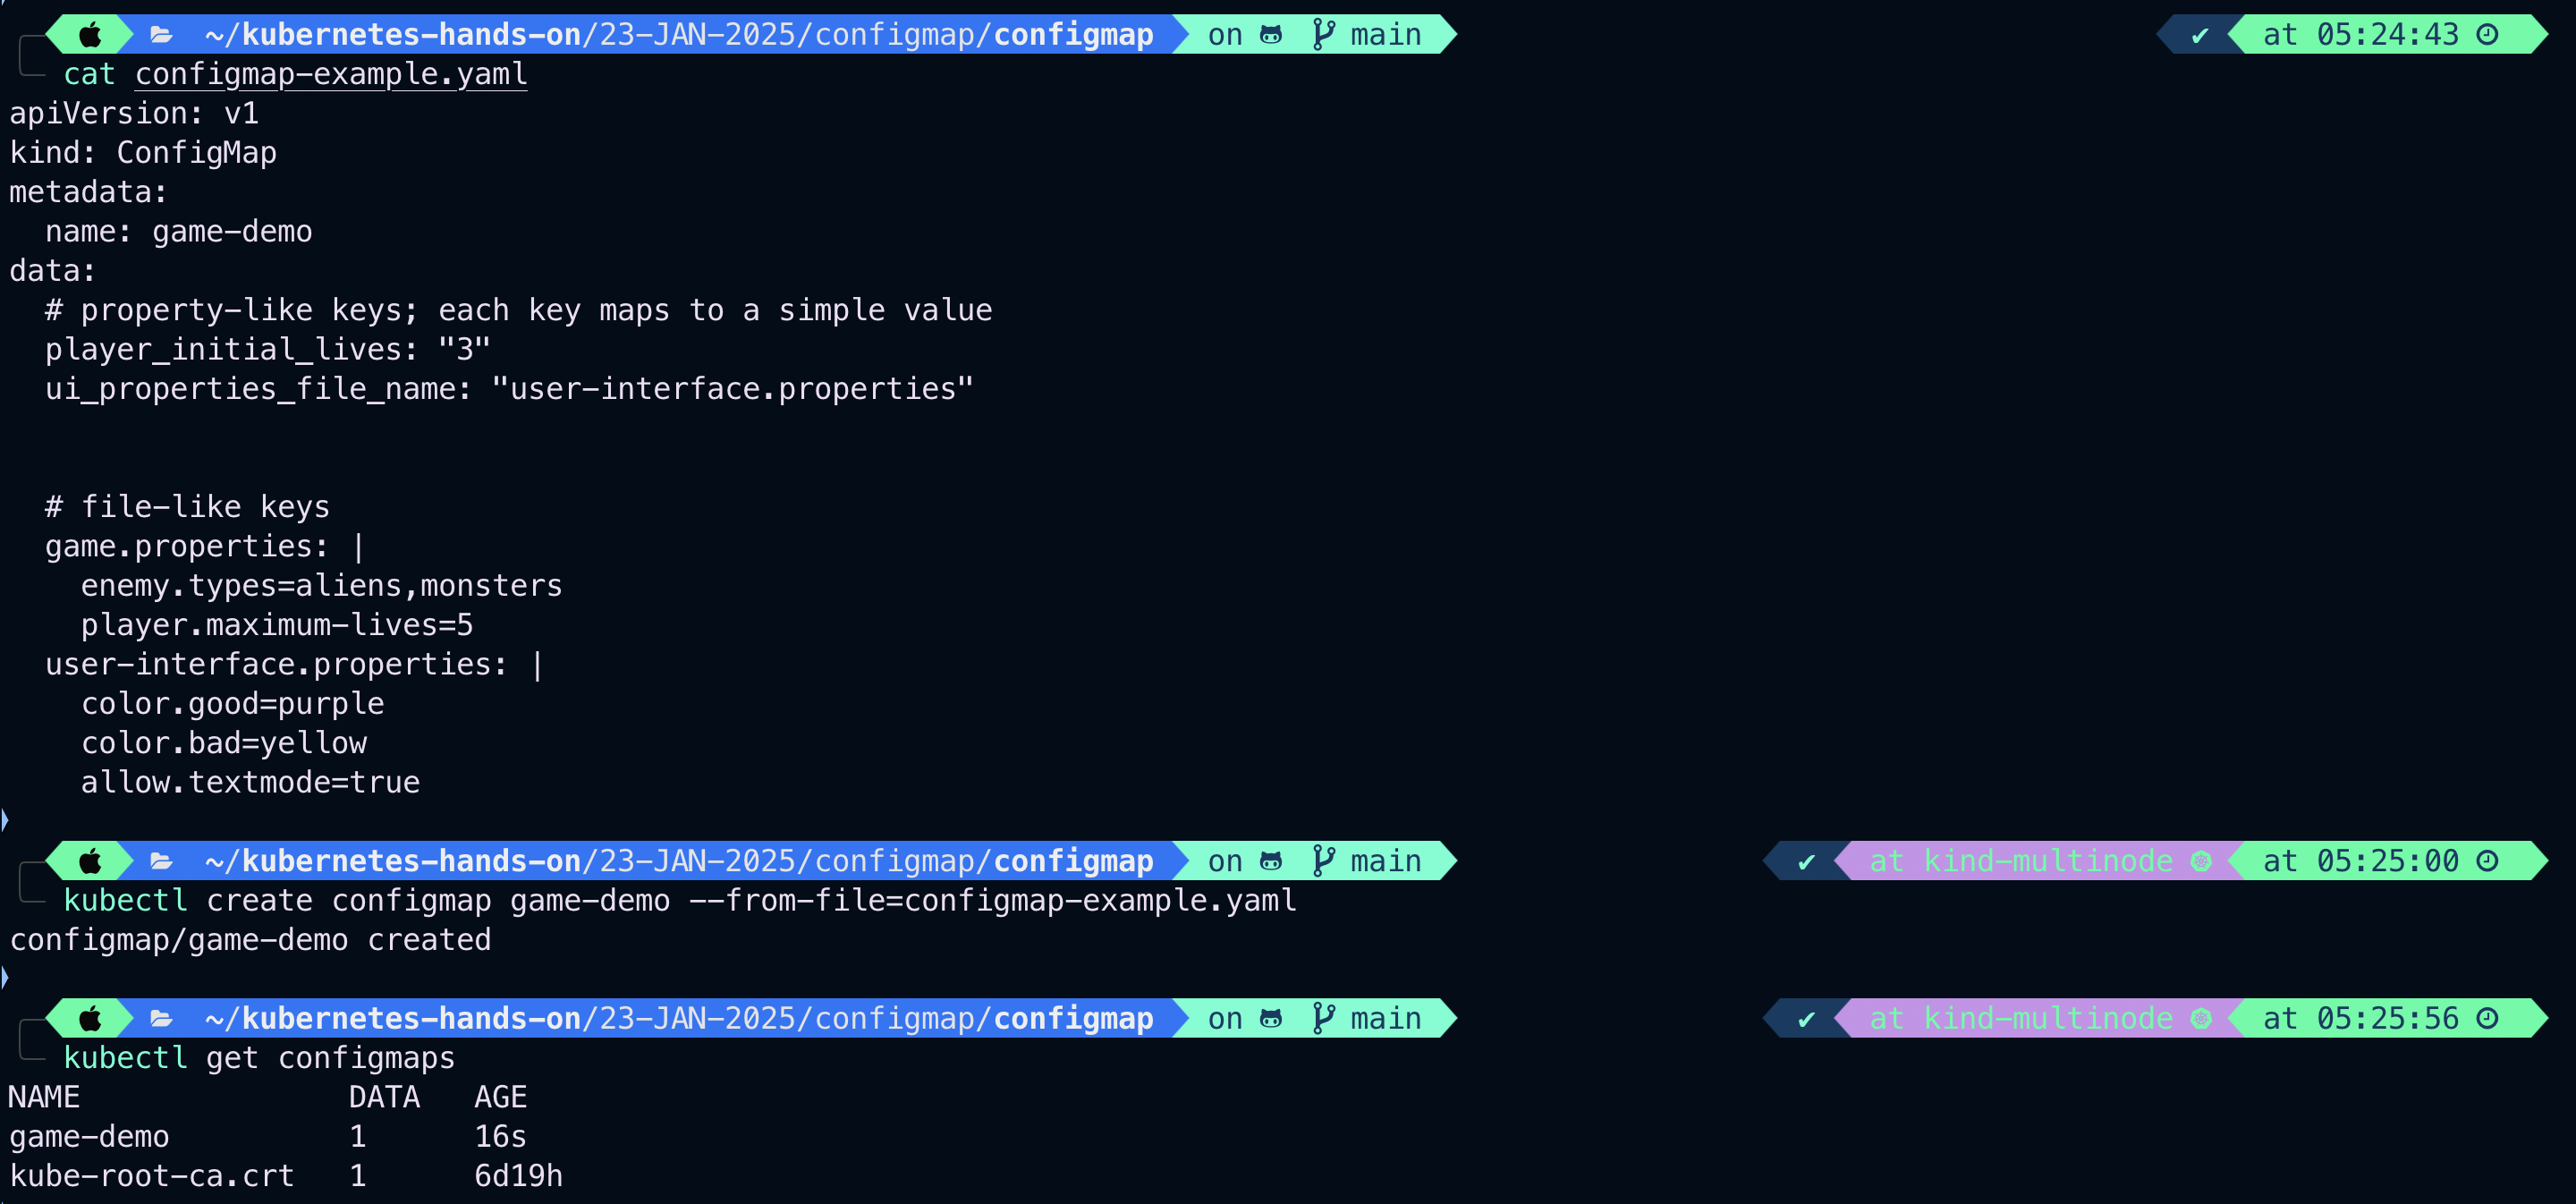 ~/kubernetes-hands-on/23-JAN-2025/configmap/configmap on main ✔ at 05:24:43
cat configmap-example.yaml
apiVersion: v1
kind: ConfigMap
metadata:
  name: game-demo
data:
  # property-like keys; each key maps to a simple value
  player_initial_lives: "3"
  ui_properties_file_name: "user-interface.properties"
  # file-like keys
  game.properties: |
    enemy.types=aliens,monsters
    player.maximum-lives=5
  user-interface.properties: |
    color.good=purple
    color.bad=yellow
    allow.textmode=true
~/kubernetes-hands-on/23-JAN-2025/configmap/configmap on main ✔ at kind-multinode at 05:25:00
kubectl create configmap game-demo --from-file=configmap-example.yaml
configmap/game-demo created
~/kubernetes-hands-on/23-JAN-2025/configmap/configmap on main ✔ at kind-multinode at 05:25:56
kubectl get configmaps
NAME               DATA   AGE
game-demo          1      16s
kube-root-ca.crt   1      6d19h